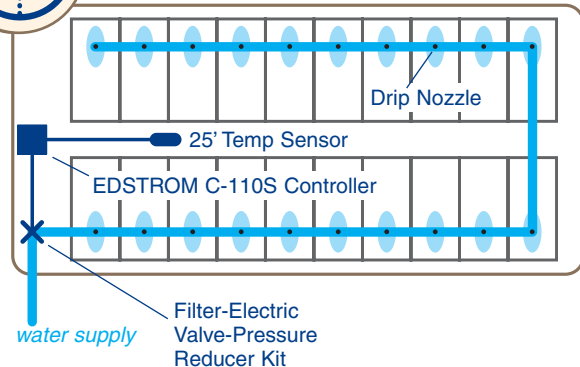 Drip Nozzle
25' Temp Sensor
EDSTROM C-110S Controller
Filter-Electric
Valve-Pressure
Reducer Kit
water supply